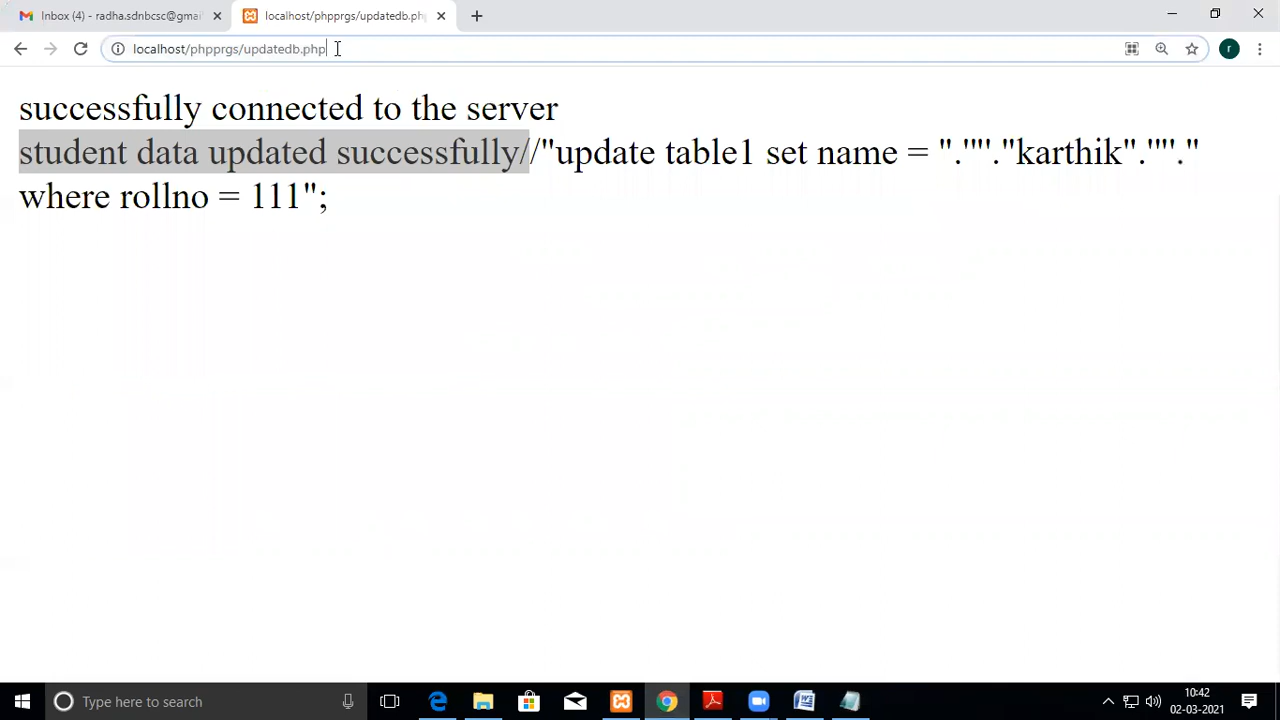 Inbox (4) - radha.sdnbcsc@gmai
localhost/phpprgs/updatedb.php
localhost/phpprgs/updatedb.php
r
successfully connected to the server
student data updated successfully//"update table1 set name = ".'"'."karthik".'"'."
where rollno = 111";
Type here to search
10:42
02-03-2021